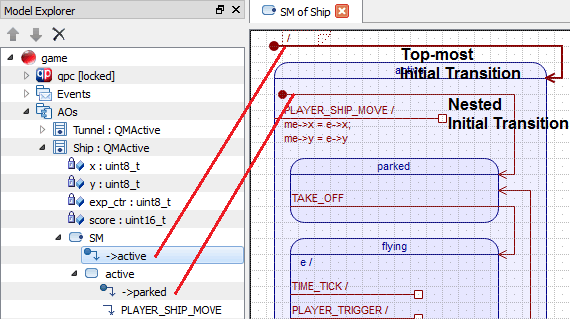 Model Explorer
game
qpc [locked]
Events
AOs
Tunnel : QMActive
Ship : QMActive
x : uint8_t
y : uint8_t
exp_ctr : uint8_t
score : uint16_t
SM
->active
active
->parked
PLAYER_SHIP_MOVE
SM of Ship
/
Top-most
Initial Transition
active
Nested
Initial Transition
PLAYER_SHIP_MOVE /
me->x = e->x;
me->y = e->y
parked
TAKE_OFF
flying
e /
TIME_TICK /
PLAYER_TRIGGER /